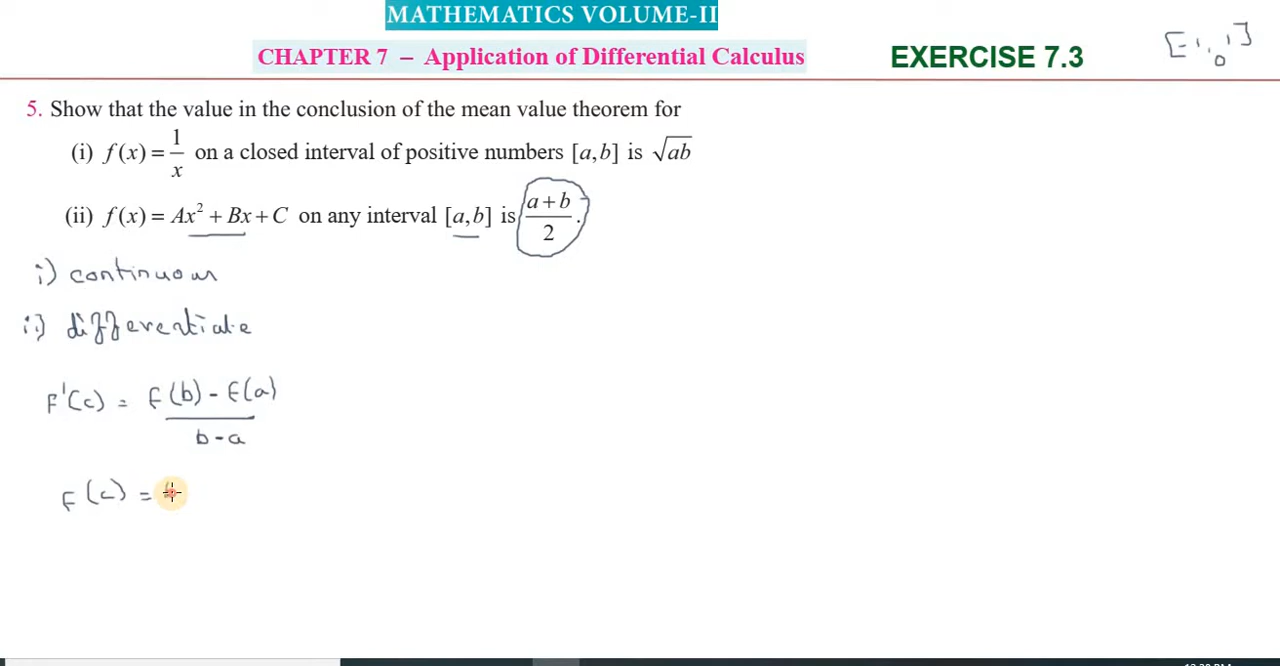 MATHEMATICS VOLUME-II
CHAPTER 7 – Application of Differential Calculus
EXERCISE 7.3
5. Show that the value in the conclusion of the mean value theorem for
(i) f(x) = 1/x on a closed interval of positive numbers [a, b] is √ab
(ii) f(x) = Ax² + Bx + C on any interval [a, b] is (a + b)/2.
i) continuous
ii)
F'(c) = F(b) - F(a) / b - a
F(c) =